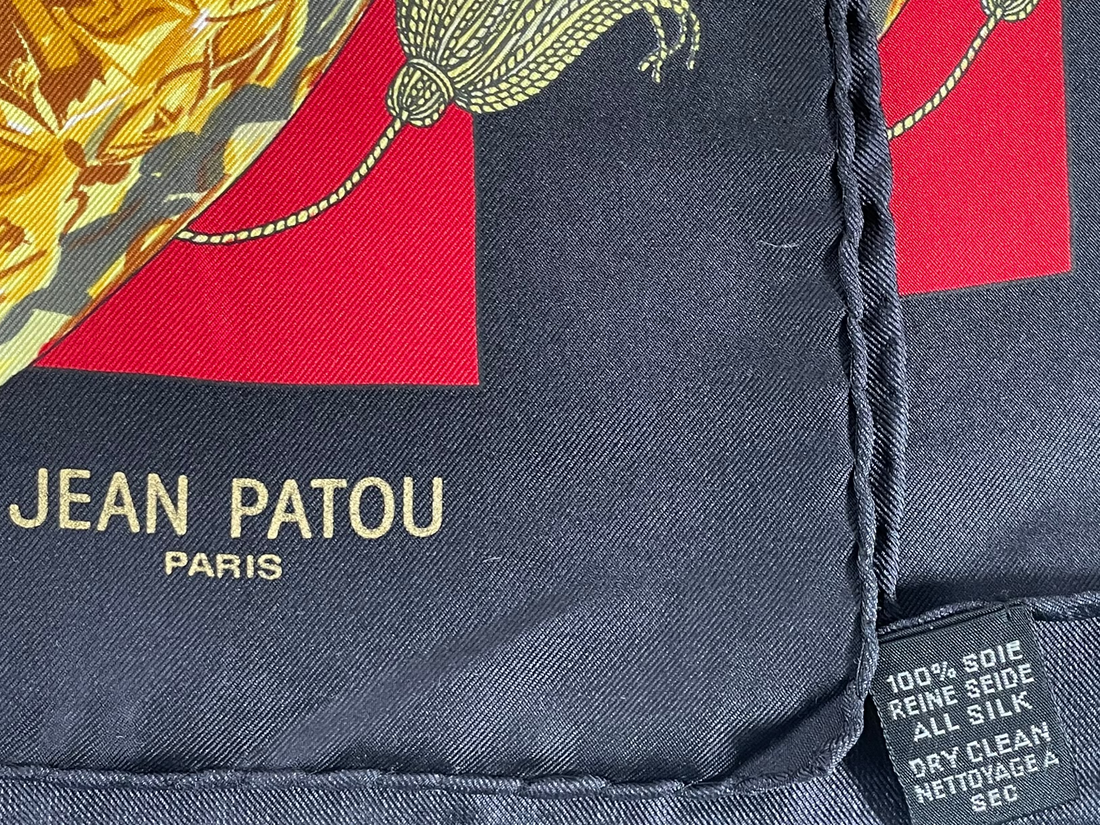 JEAN PATOU
PARIS
100% SOIE
REINE SEIDE
ALL SILK
DRY CLEAN
NETTOYAGE A
SEC